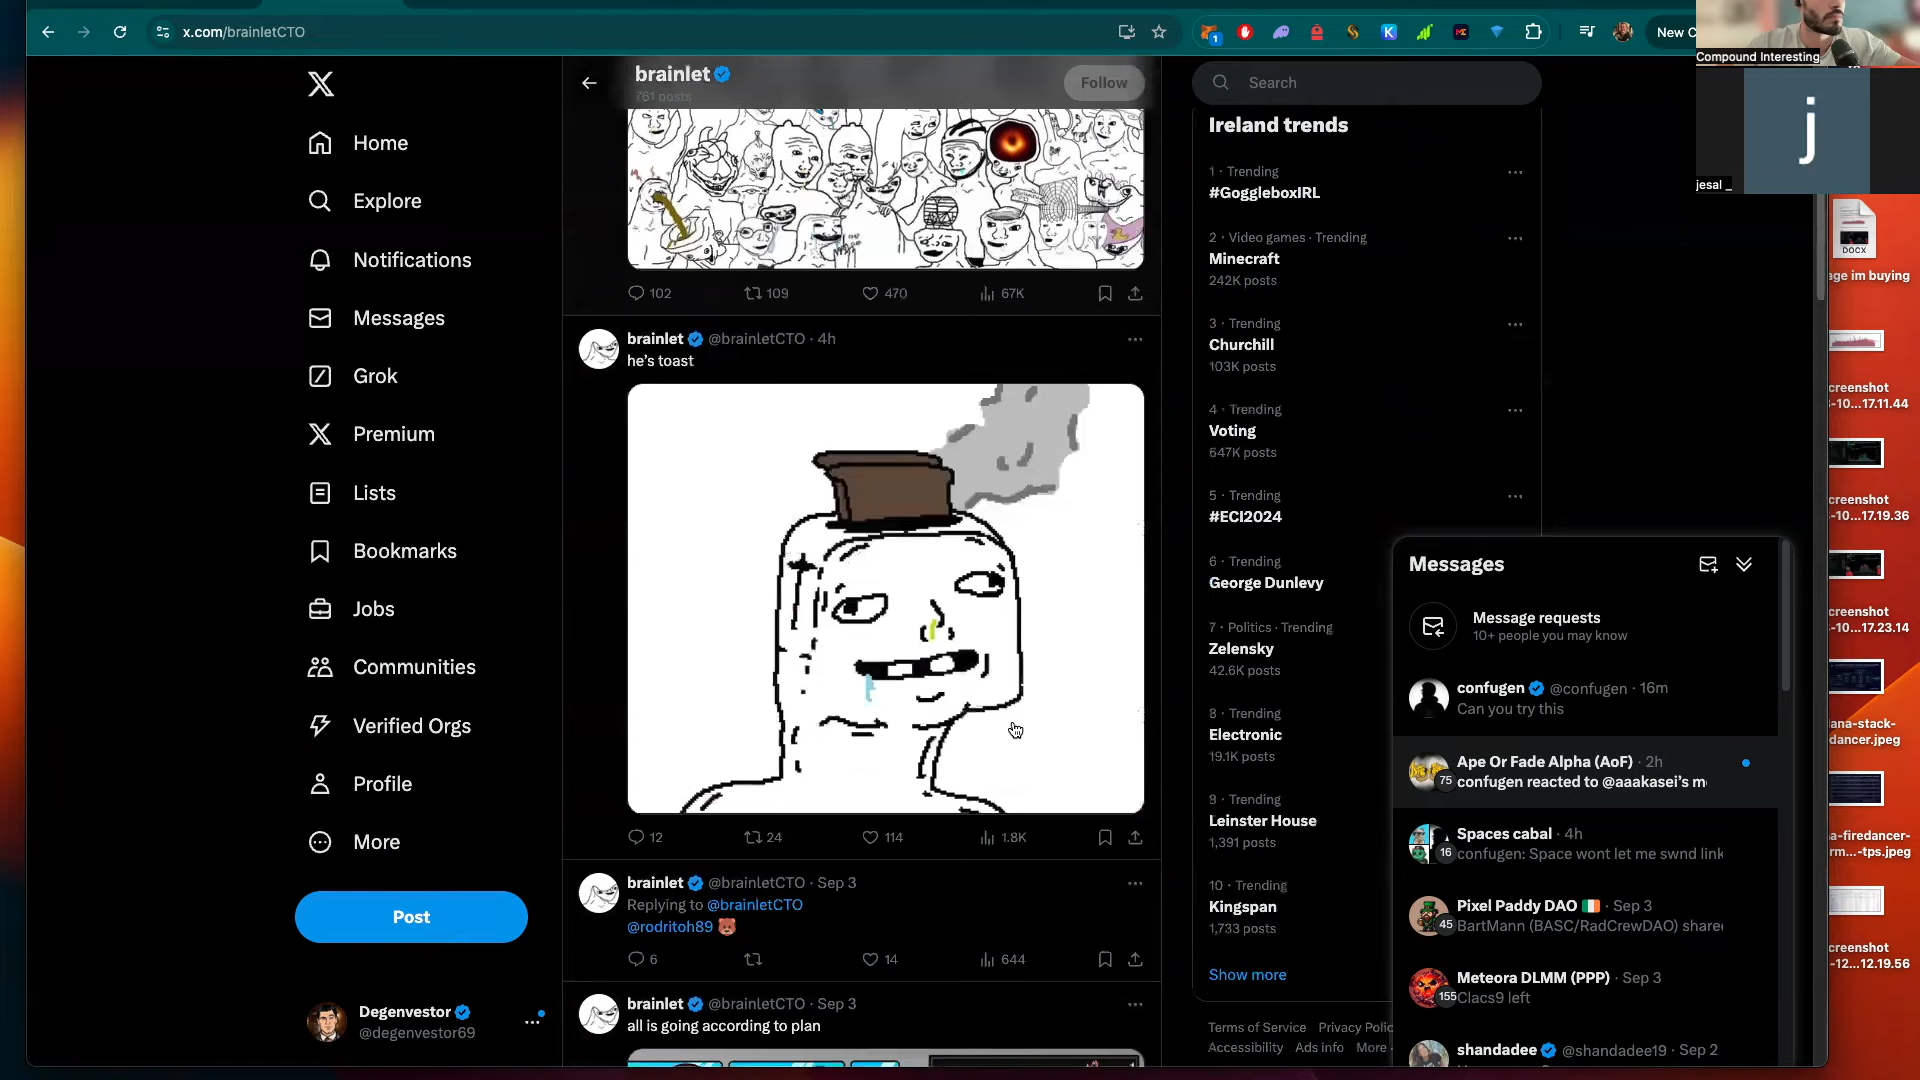 x.com/brainletCTO
1
New C
Compound Interesting
j
jesal _
Home
Explore
Notifications
Messages
Grok
Premium
Lists
Bookmarks
Jobs
Communities
Verified Orgs
Profile
More
Post
Degenvestor
@degenvestor69
brainlet
761 posts
Follow
102 109 470 67K
brainlet @brainletCTO · 4h
he's toast
12 24 114 1.8K
brainlet @brainletCTO · Sep 3
Replying to @brainletCTO
@rodritoh89 🐻
6 14 644
brainlet @brainletCTO · Sep 3
all is going according to plan
Search
Ireland trends
1 · Trending
#GoggleboxIRL
2 · Video games · Trending
Minecraft
242K posts
3 · Trending
Churchill
103K posts
4 · Trending
Voting
647K posts
5 · Trending
#ECI2024
6 · Trending
George Dunlevy
7 · Politics · Trending
Zelensky
42.6K posts
8 · Trending
Electronic
19.1K posts
9 · Trending
Leinster House
1,391 posts
10 · Trending
Kingspan
1,733 posts
Show more
Terms of Service Privacy Polic
Accessibility Ads info More
Messages
Message requests
10+ people you may know
confugen @confugen · 16m
Can you try this
Ape Or Fade Alpha (AoF) · 2h
75 confugen reacted to @aaakasei's m
Spaces cabal · 4h
16 confugen: Space wont let me swnd link
Pixel Paddy DAO 🇮🇪 · Sep 3
45 BartMann (BASC/RadCrewDAO) shared
Meteora DLMM (PPP) · Sep 3
155 Clacs9 left
shandadee @shandadee19 · Sep 2
DOCX
age im buying
creenshot
-10...17.11.44
creenshot
-10...17.19.36
creenshot
-10...17.23.14
ana-stack-
dancer.jpeg
a-firedancer-
rm...-tps.jpeg
creenshot
-12...12.19.56